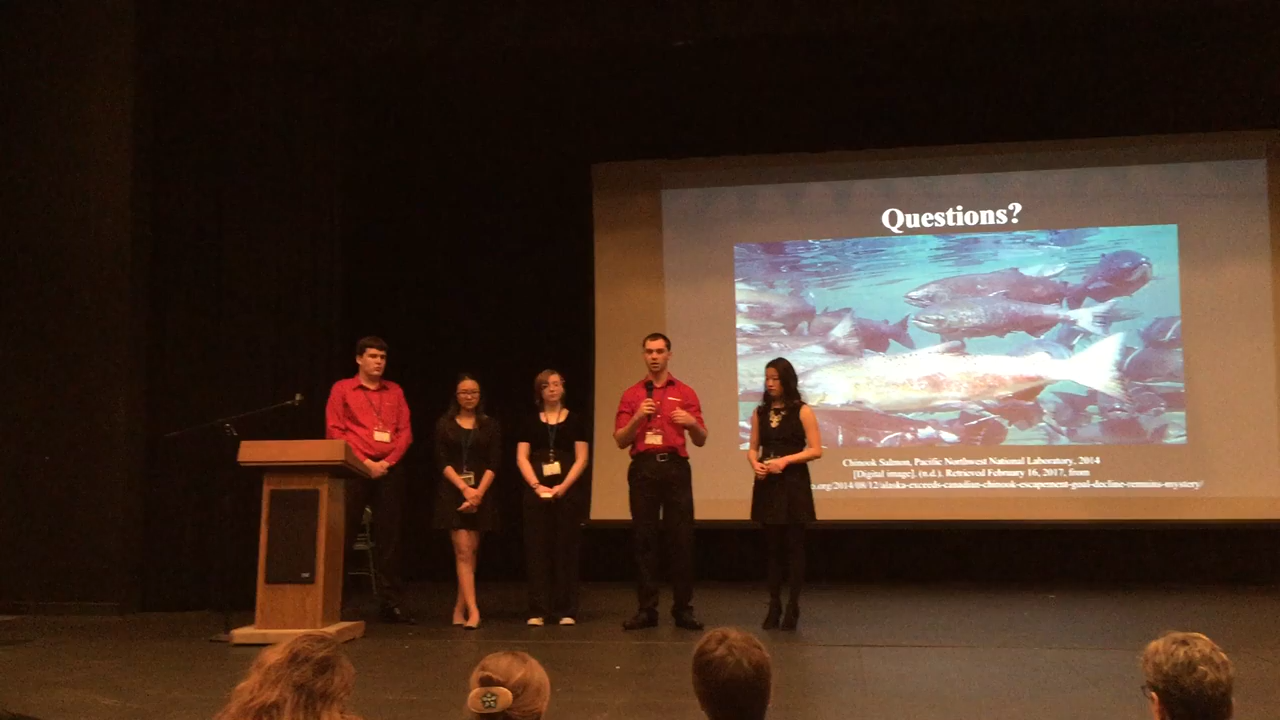 Questions?
Chinook Salmon, Pacific Northwest National Laboratory, 2014
[Digital image]. (n.d.). Retrieved February 16, 2017, from
o.org/2014/08/12/alaska-exceeds-canadian-chinook-escapement-goal-decline-remains-mystery/